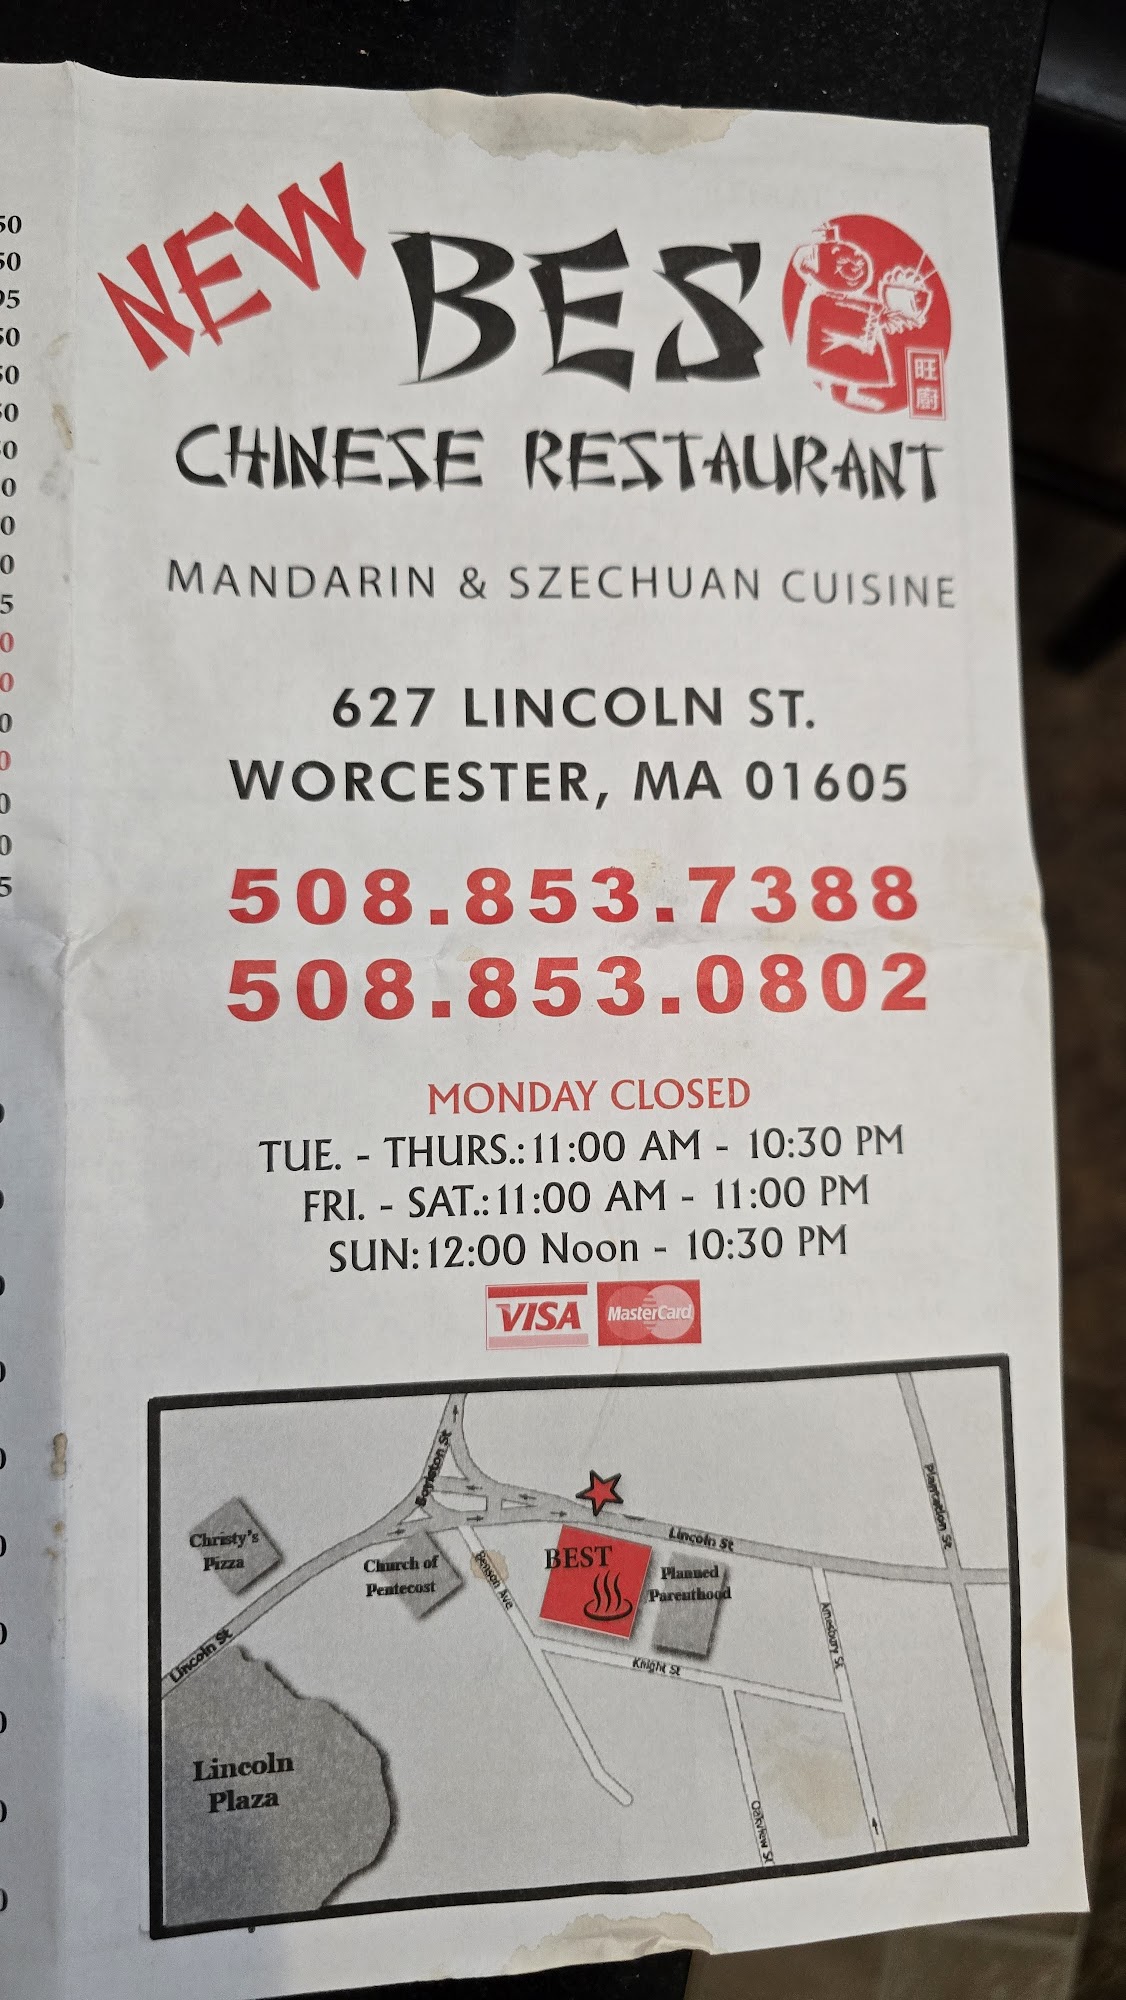 NEW
BES
旺
廚
CHINESE RESTAURANT
MANDARIN & SZECHUAN CUISINE
627 LINCOLN ST.
WORCESTER, MA 01605
508.853.7388
508.853.0802
MONDAY CLOSED
TUE. - THURS.: 11:00 AM - 10:30 PM
FRI. - SAT.: 11:00 AM - 11:00 PM
SUN: 12:00 Noon - 10:30 PM
VISA MasterCard
Boylston St
Plantation St
Christy's
Pizza
Church of
Pentecost
Benson Ave
BEST
Lincoln St
Planned
Parenthood
Amesbury St
Lincoln St
Knight St
Lincoln
Plaza
Oakview St